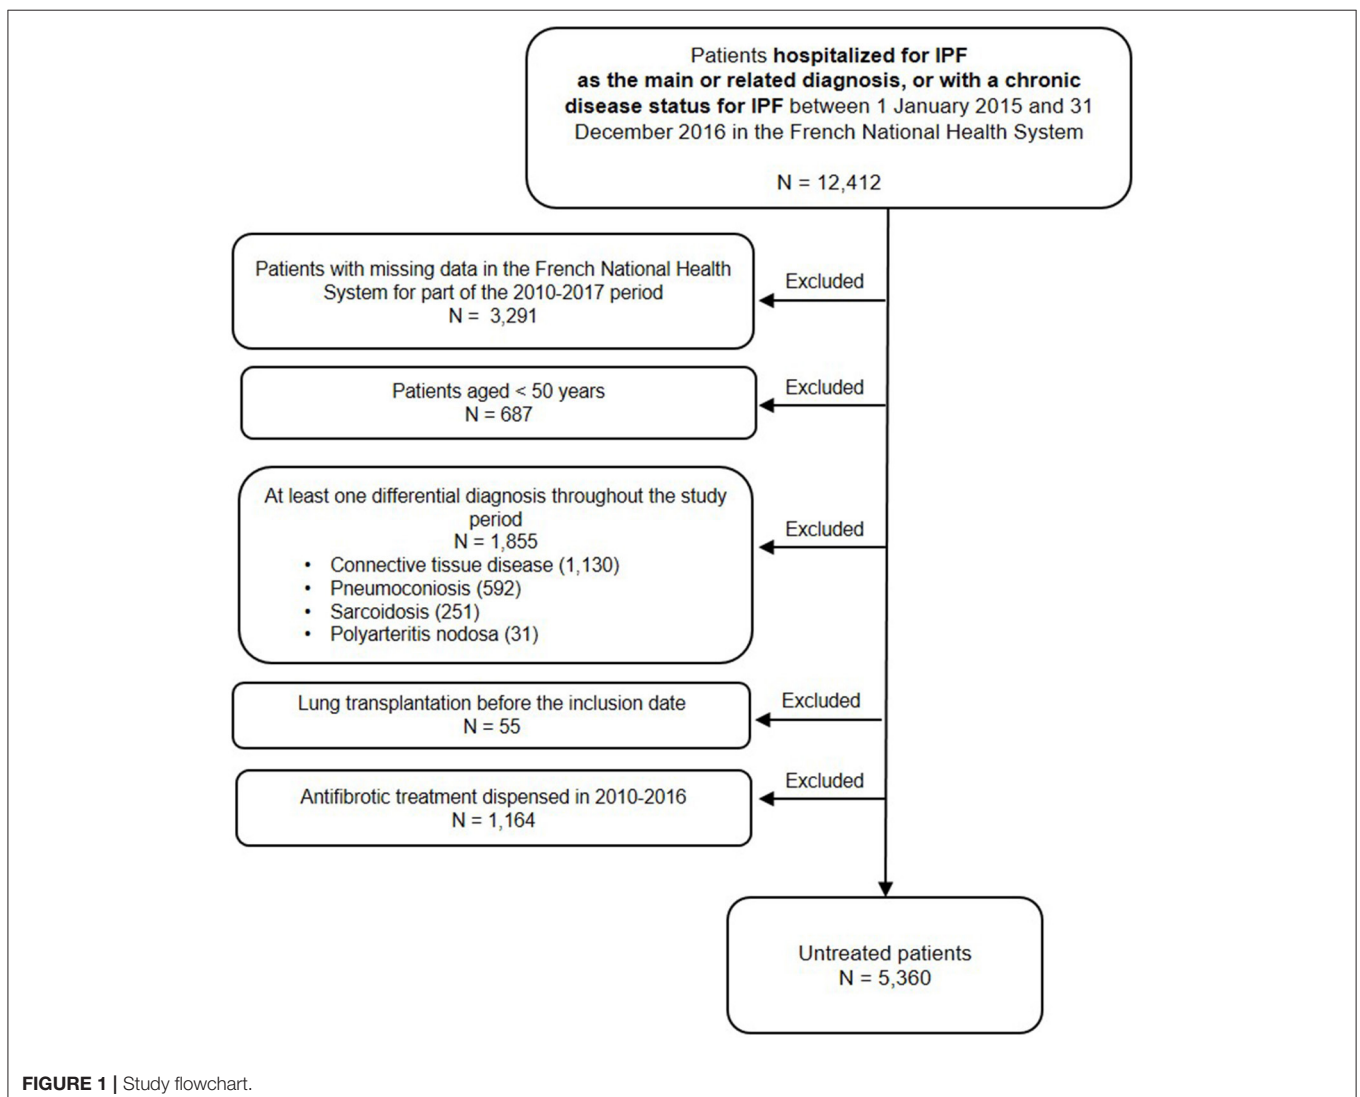 Patients hospitalized for IPF
as the main or related diagnosis, or with a chronic
disease status for IPF between 1 January 2015 and 31
December 2016 in the French National Health System
N = 12,412
Patients with missing data in the French National Health
System for part of the 2010-2017 period
N = 3,291
Excluded
Patients aged < 50 years
N = 687
Excluded
At least one differential diagnosis throughout the study
period
N = 1,855
• Connective tissue disease (1,130)
• Pneumoconiosis (592)
• Sarcoidosis (251)
• Polyarteritis nodosa (31)
Excluded
Lung transplantation before the inclusion date
N = 55
Excluded
Antifibrotic treatment dispensed in 2010-2016
N = 1,164
Excluded
Untreated patients
N = 5,360
FIGURE 1 | Study flowchart.